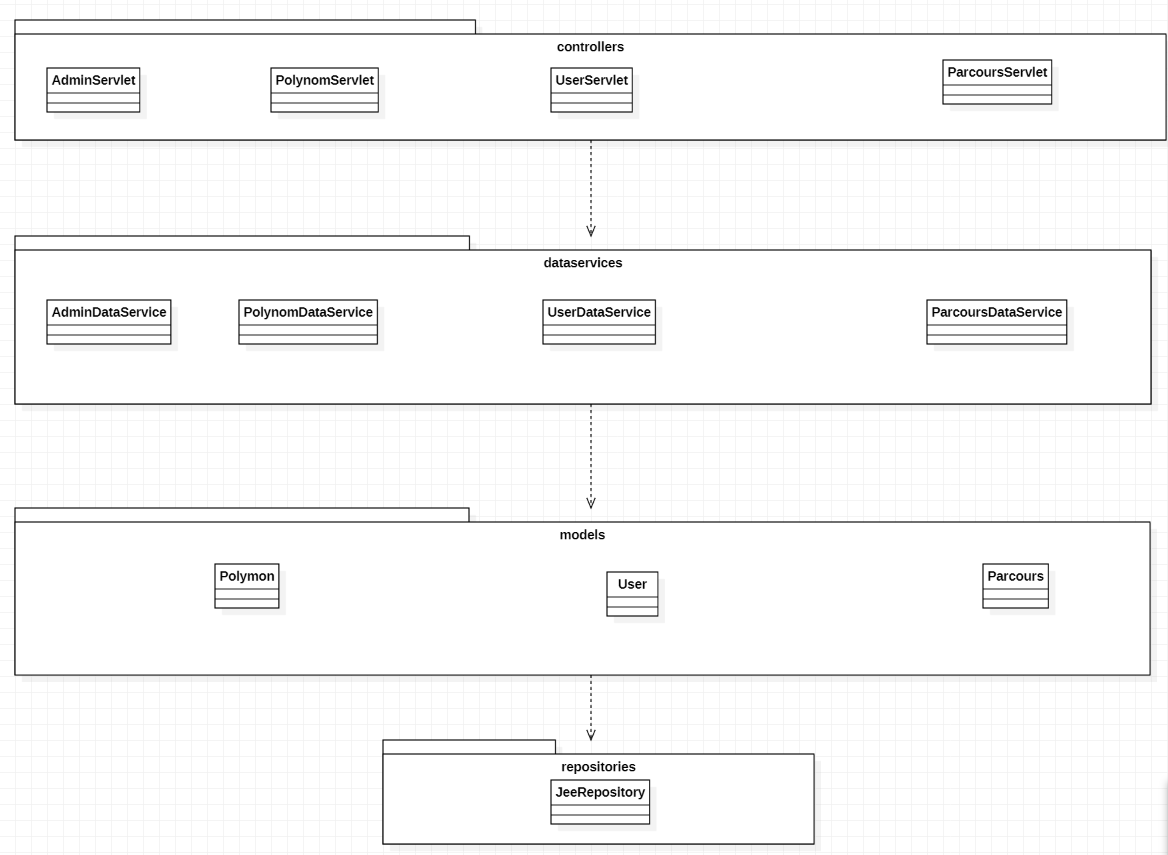 controllers
AdminServlet
PolynomServlet
UserServlet
ParcoursServlet
dataservices
AdminDataService
PolynomDataService
UserDataService
ParcoursDataService
models
Polymon
User
Parcours
repositories
JeeRepository